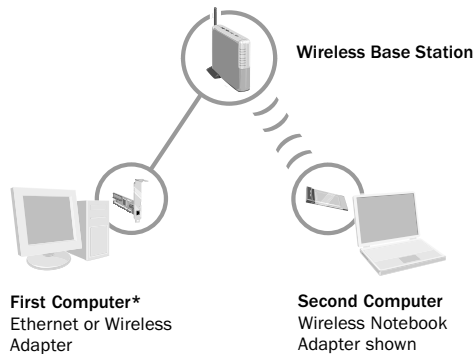 Wireless Base Station
First Computer*
Ethernet or Wireless
Adapter
Second Computer
Wireless Notebook
Adapter shown